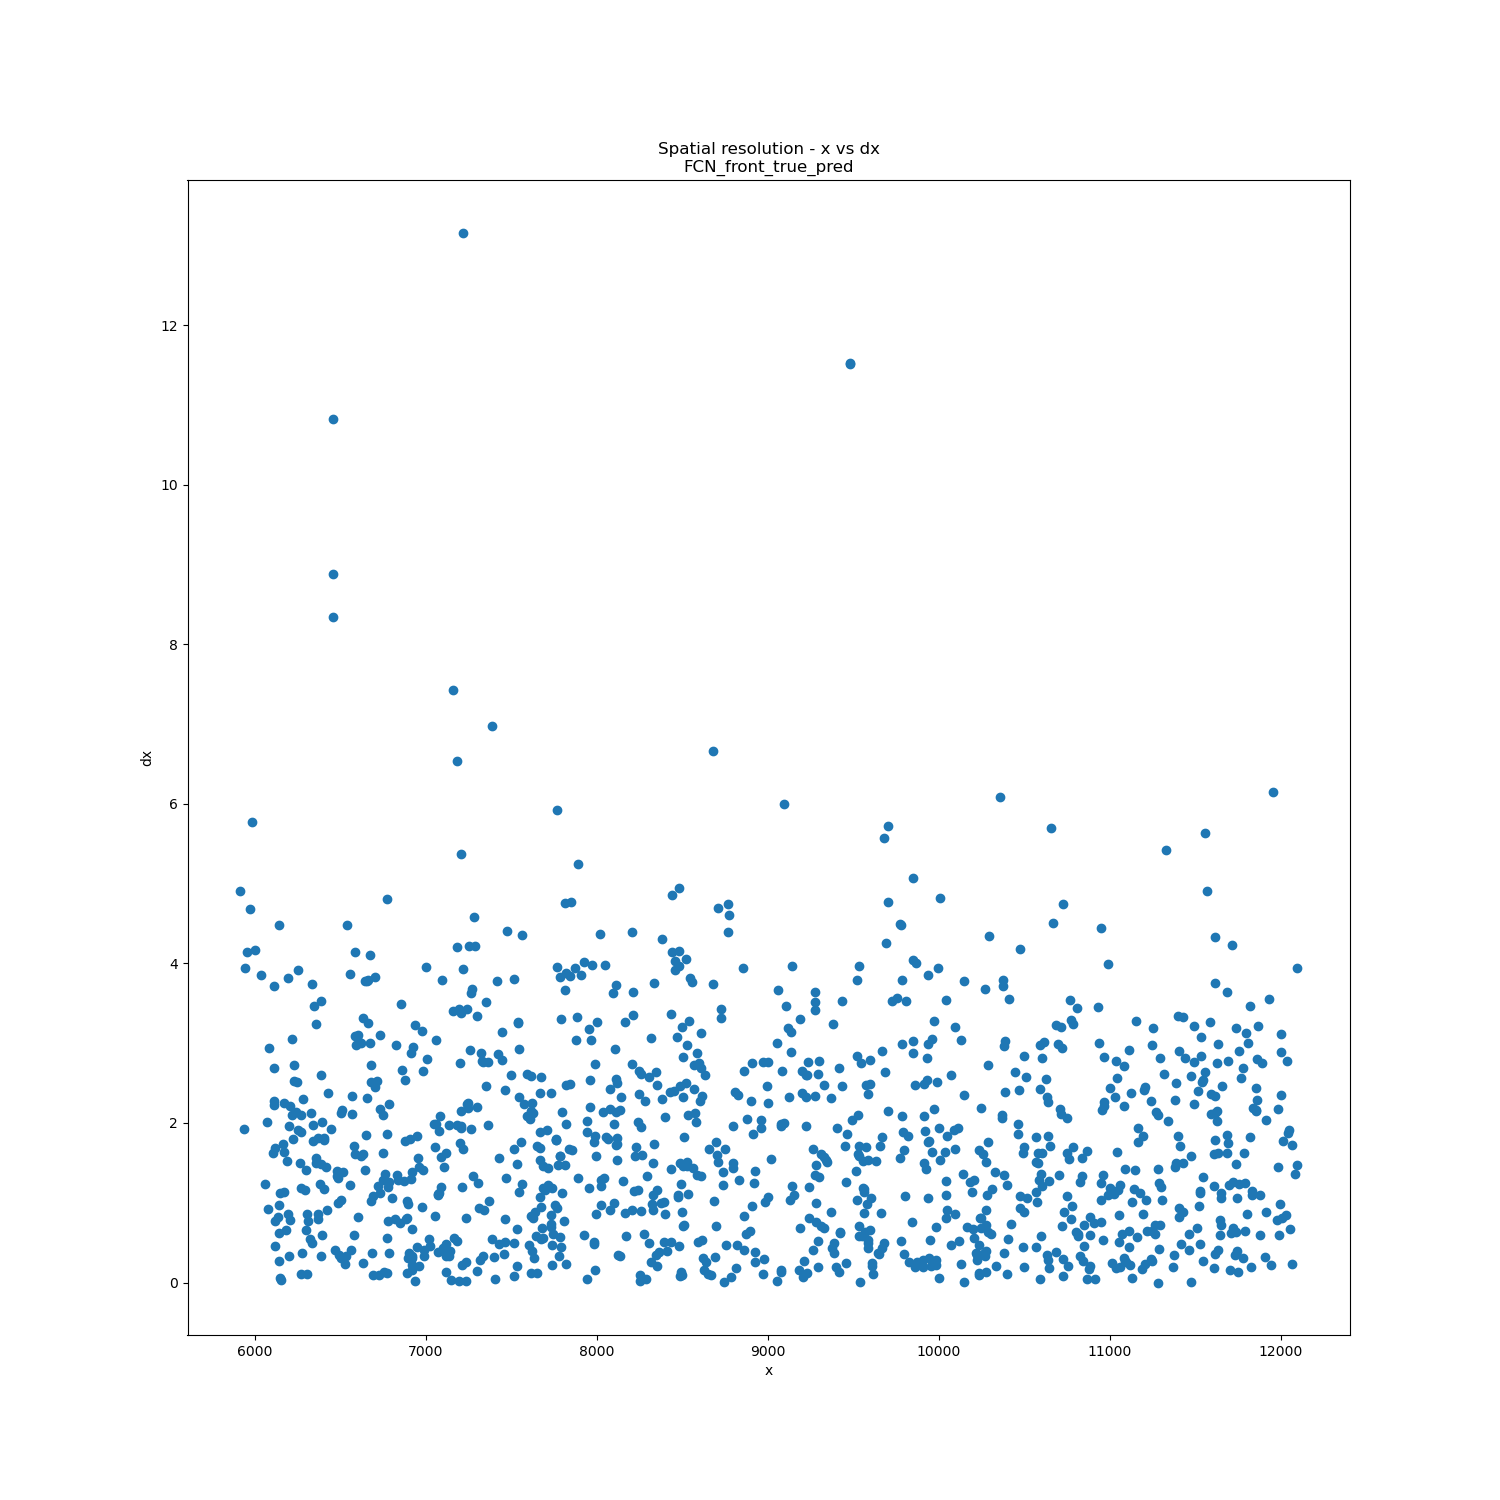 Spatial resolution - x vs dx
FCN_front_true_pred
12
10
8
6
4
2
0
dx
6000 7000 8000 9000 10000 11000 12000
x